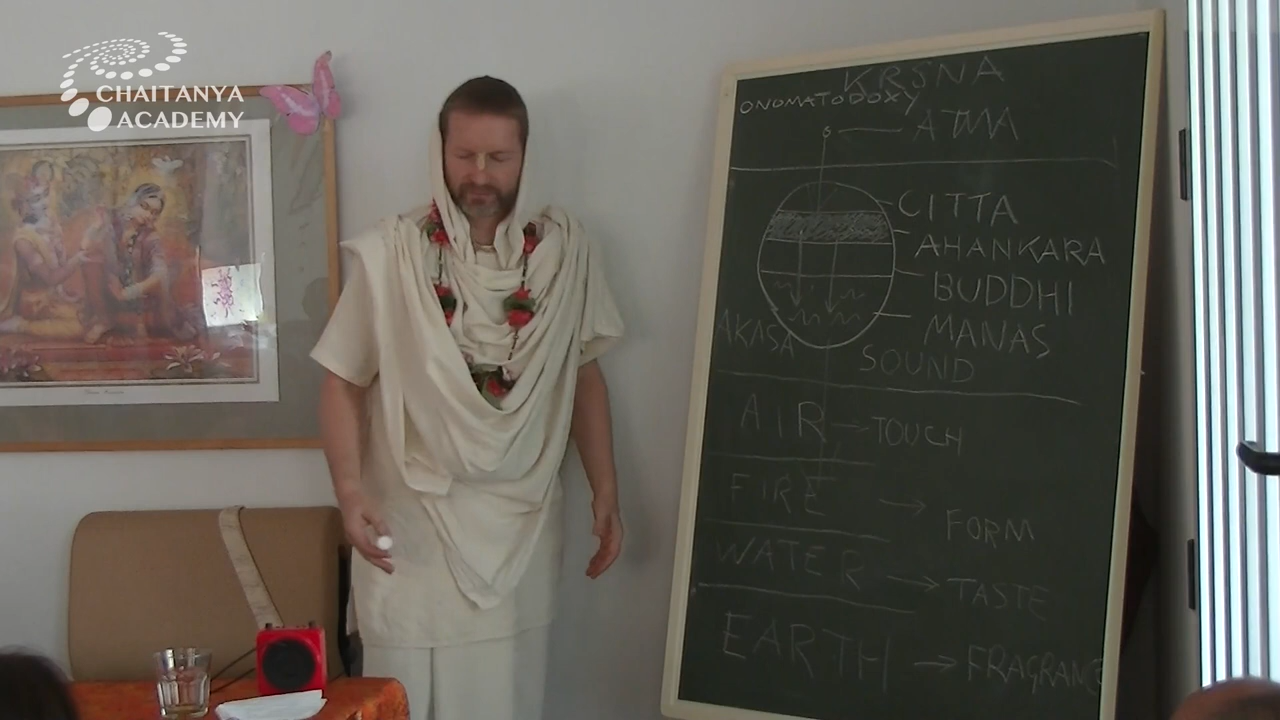 CHAITANYA
ACADEMY
KRSNA
ONOMATODOXY
ATMA
CITTA
AHANKARA
BUDDHI
MANAS
AKASA
SOUND
AIR — TOUCH
FIRE → FORM
WATER → TASTE
EARTH → FRAGRANC